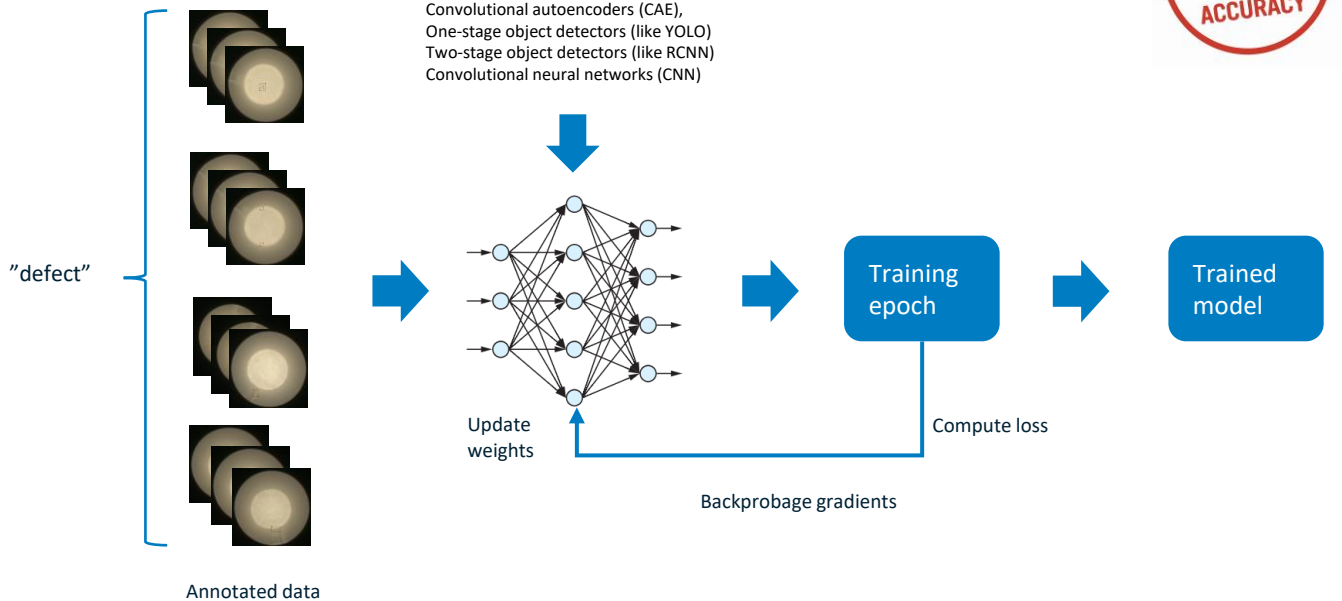 Convolutional autoencoders (CAE),
One-stage object detectors (like YOLO)
Two-stage object detectors (like RCNN)
Convolutional neural networks (CNN)
ACCURACY
”defect”
Training
epoch
Trained
model
Update
weights
Compute loss
Backprobage gradients
Annotated data